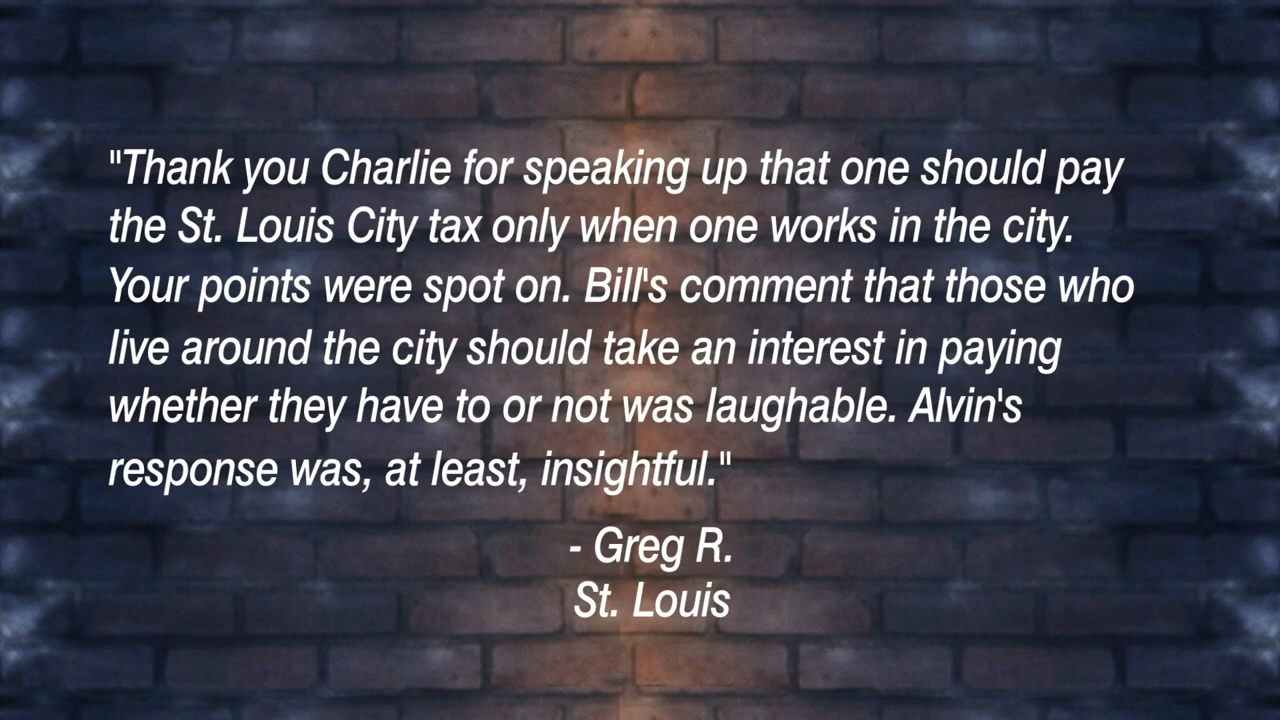 "Thank you Charlie for speaking up that one should pay
the St. Louis City tax only when one works in the city.
Your points were spot on. Bill's comment that those who
live around the city should take an interest in paying
whether they have to or not was laughable. Alvin's
response was, at least, insightful."
- Greg R.
St. Louis